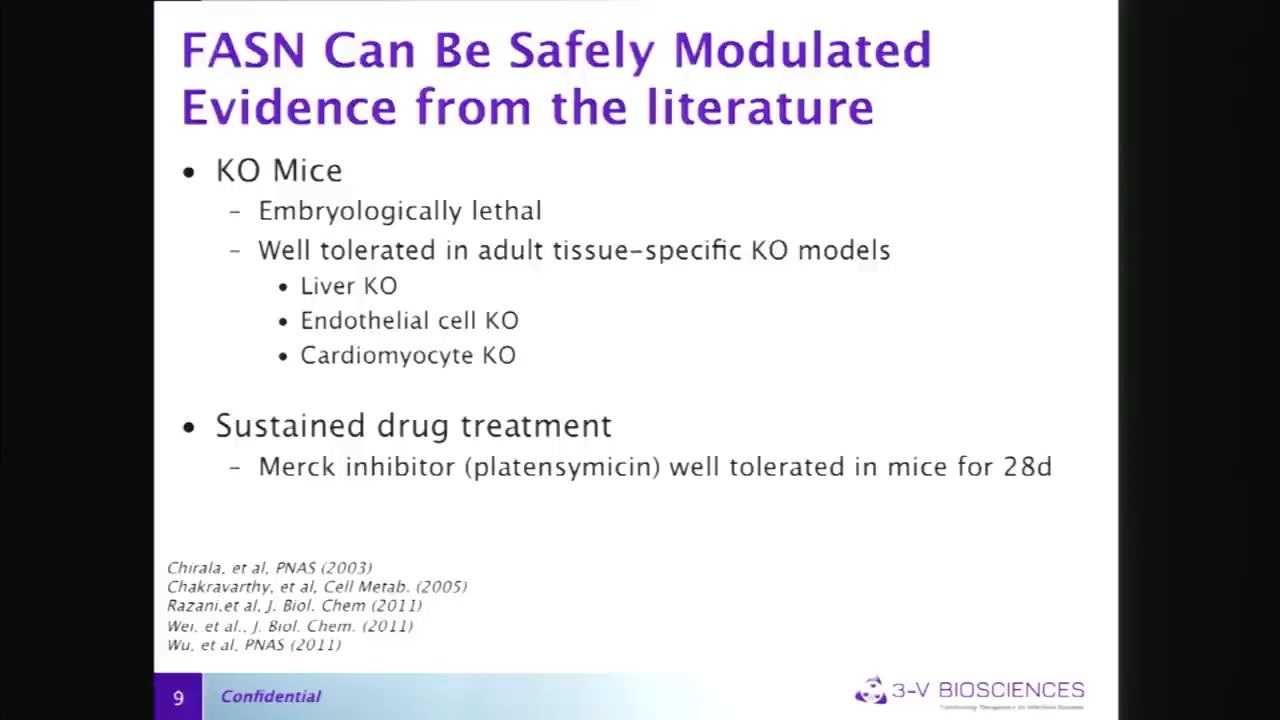 FASN Can Be Safely Modulated
Evidence from the literature
• KO Mice
– Embryologically lethal
– Well tolerated in adult tissue-specific KO models
• Liver KO
• Endothelial cell KO
• Cardiomyocyte KO
• Sustained drug treatment
– Merck inhibitor (platensymicin) well tolerated in mice for 28d
Chirala, et al, PNAS (2003)
Chakravarthy, et al, Cell Metab. (2005)
Razani,et al, J. Biol. Chem (2011)
Wei, et al., J. Biol. Chem. (2011)
Wu, et al, PNAS (2011)
9
Confidential
3-V BIOSCIENCES